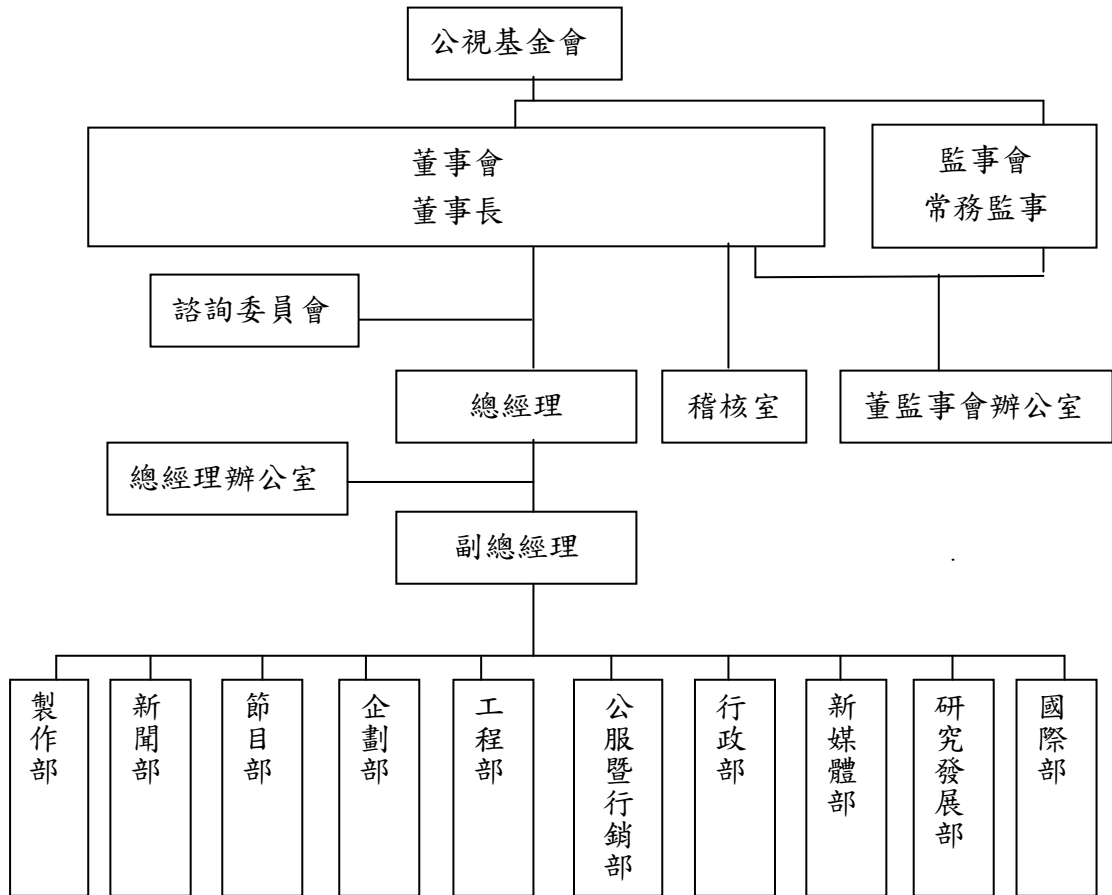 公視基金會
董事會
董事長
監事會
常務監事
諮詢委員會
總經理
稽核室
董監事會辦公室
總經理辦公室
副總經理
製作部
新聞部
節目部
企劃部
工程部
公服暨行銷部
行政部
新媒體部
研究發展部
國際部